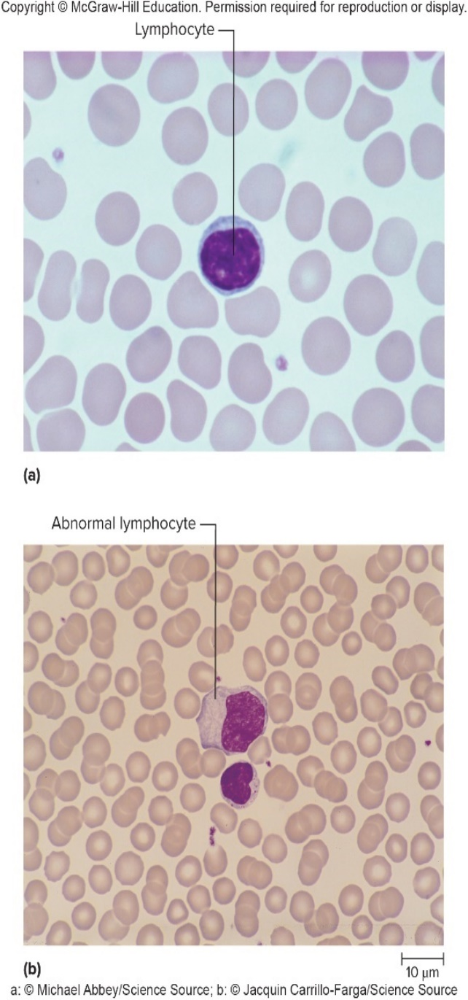 Copyright © McGraw-Hill Education. Permission required for reproduction or display.
Lymphocyte
(a)
Abnormal lymphocyte
(b)
10 μm
a: © Michael Abbey/Science Source; b: © Jacquin Carrillo-Farga/Science Source